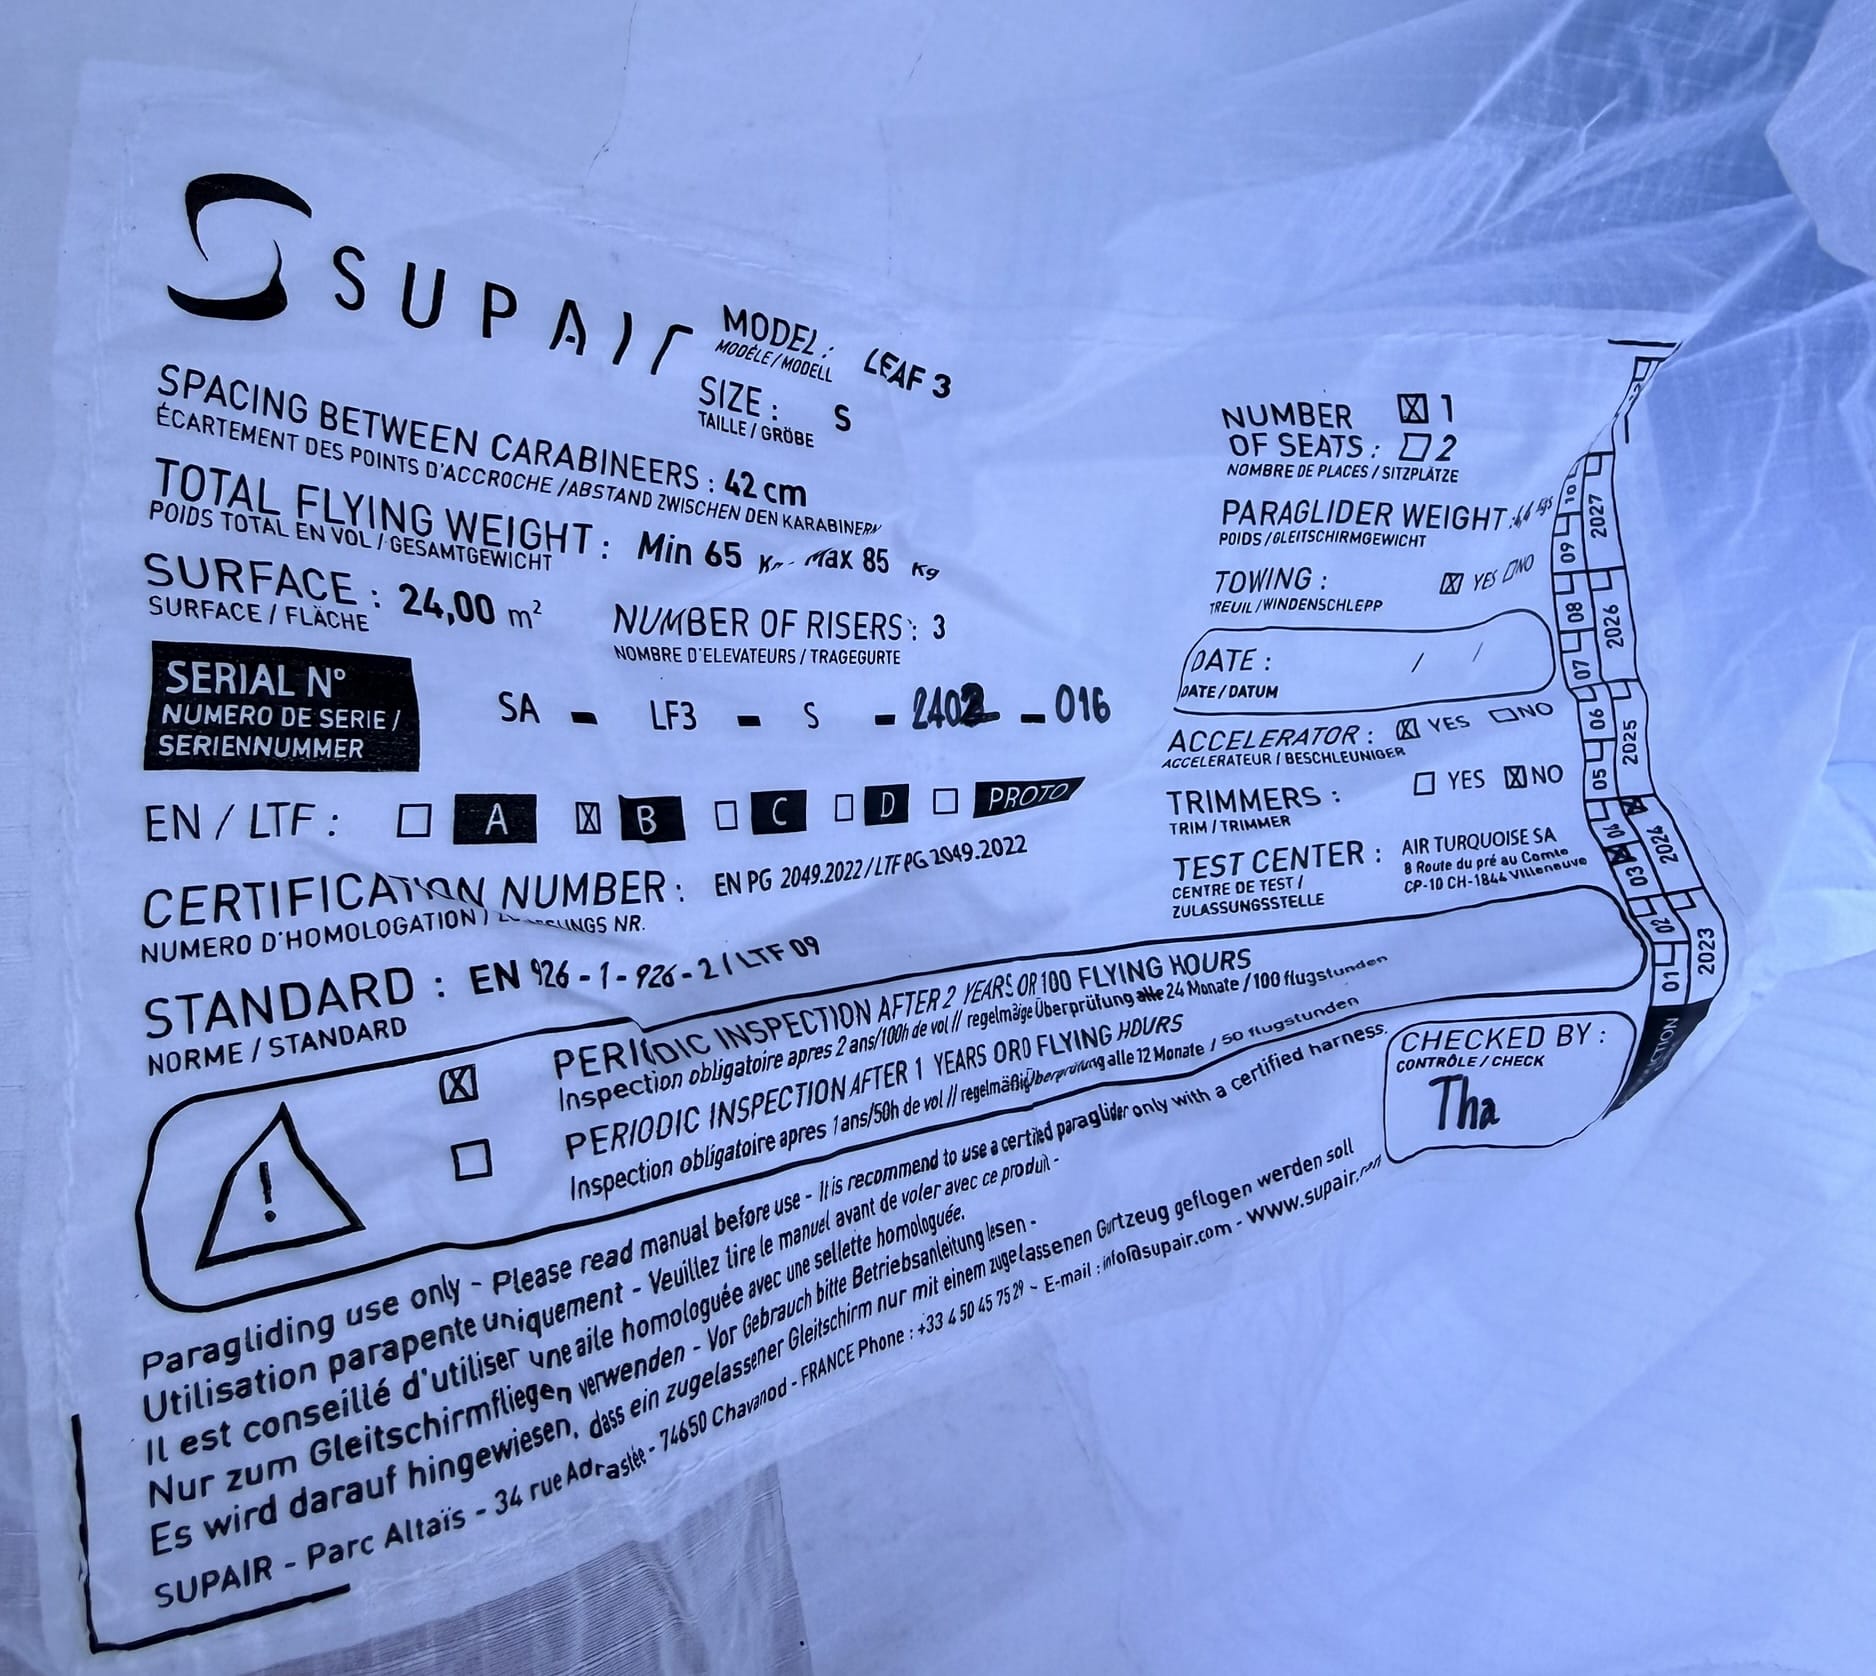 SUPAIR
MODEL : LEAF 3
MODÈLE / MODELL
SIZE : S
TAILLE / GRÖBE
SPACING BETWEEN CARABINEERS : 42 cm
ÉCARTEMENT DES POINTS D'ACCROCHE / ABSTAND ZWISCHEN DEN KARABINERN
TOTAL FLYING WEIGHT : Min 65 Max 85 Kg
POIDS TOTAL EN VOL / GESAMTGEWICHT
SURFACE : 24,00 m²
SURFACE / FLÄCHE
NUMBER OF RISERS : 3
NOMBRE D'ELEVATEURS / TRAGEGURTE
SERIAL N°
NUMERO DE SERIE /
SERIENNUMMER
SA - LF3 - S - 2402 - 016
EN / LTF : A B C D PROTO
CERTIFICATION NUMBER : EN PG 2049.2022 / LTF PG 2049.2022
NUMERO D'HOMOLOGATION / NR.
STANDARD : EN 926 - 1 - 926 - 2 / LTF 09
NORME / STANDARD
PERIODIC INSPECTION AFTER 2 YEARS OR 100 FLYING HOURS
Inspection obligatoire apres 2 ans/100h de vol // regelmäßige Überprüfung alle 24 Monate / 100 flugstunden
PERIODIC INSPECTION AFTER 1 YEARS OR0 FLYING HOURS
Inspection obligatoire apres 1 ans/50h de vol // regelmäßig Überprüfung alle 12 Monate / 50 flugstunden
Paragliding use only - Please read manual before use - It is recommend to use a certified paraglider only with a certified harness.
Utilisation parapente uniquement - Veuillez lire le manuel avant de voler avec ce produit -
Il est conseillé d'utiliser une aile homologuée avec une sellette homologuée.
Nur zum Gleitschirmfliegen verwenden - Vor Gebrauch bitte Betriebsanleitung lesen -
Es wird darauf hingewiesen, dass ein zugelassener Gleitschirm nur mit einem zugelassenen Gurtzeug geflogen werden soll
SUPAIR - Parc Altaïs - 34 rue Adrastée - 74650 Chavanod - FRANCE Phone : +33 4 50 45 75 29 - E-mail : info@supair.com - www.supair.com
NUMBER 1
OF SEATS : 2
NOMBRE DE PLACES / SITZPLÄTZE
PARAGLIDER WEIGHT :
POIDS / GLEITSCHIRMGEWICHT
TOWING : YES NO
TREUIL / WINDENSCHLEPP
DATE : / /
DATE / DATUM
ACCELERATOR : YES NO
ACCELERATEUR / BESCHLEUNIGER
TRIMMERS : YES NO
TRIM / TRIMMER
TEST CENTER : AIR TURQUOISE SA
CENTRE DE TEST / 8 Route du pré au Comte
ZULASSUNGSSTELLE CP-10 CH-1844 Villeneuve
CHECKED BY :
CONTRÔLE / CHECK
Tha
10 2027
09
08 2026
07
06 2025
05
04 2024
03
02
01 2023